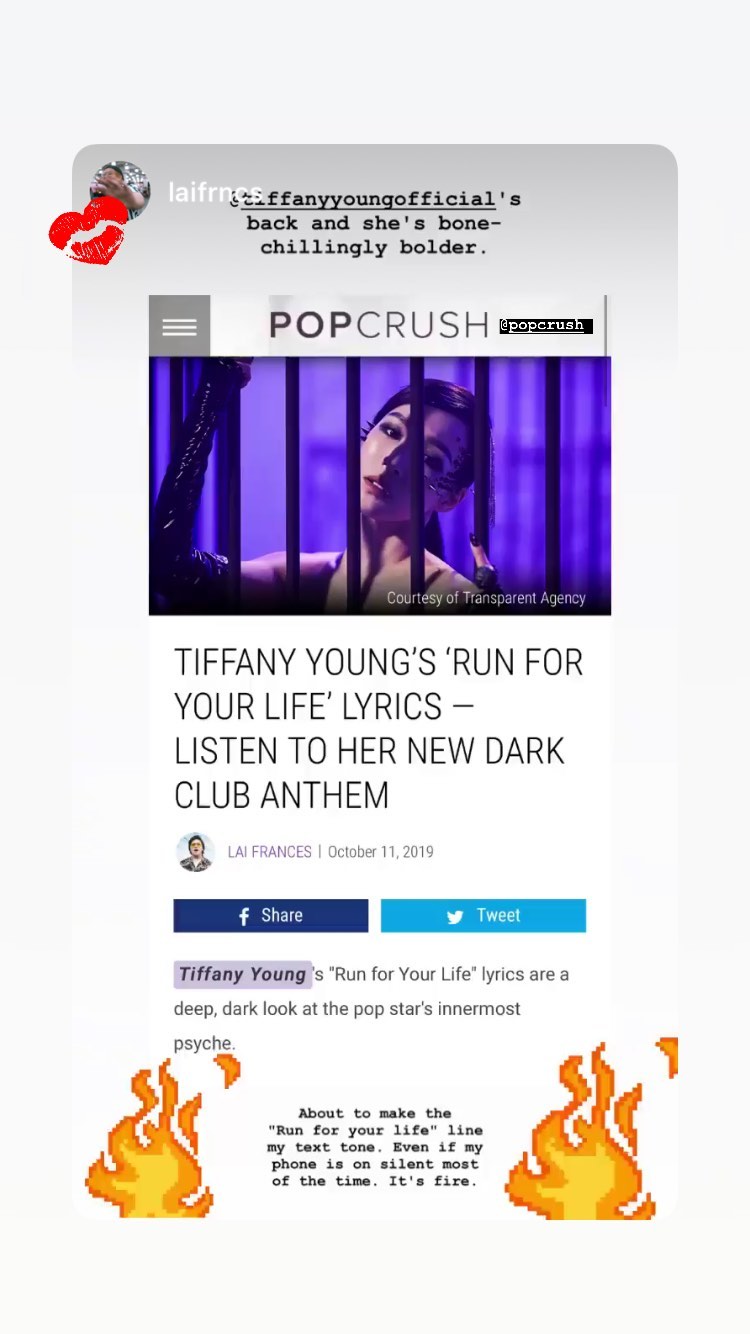 laifrncs
@tiffanyyoungofficial's
back and she's bone-
chillingly bolder.
POPCRUSH @popcrush
Courtesy of Transparent Agency
TIFFANY YOUNG’S ‘RUN FOR
YOUR LIFE’ LYRICS —
LISTEN TO HER NEW DARK
CLUB ANTHEM
LAI FRANCES | October 11, 2019
Share Tweet
Tiffany Young's "Run for Your Life" lyrics are a
deep, dark look at the pop star's innermost
psyche.
About to make the
"Run for your life" line
my text tone. Even if my
phone is on silent most
of the time. It's fire.